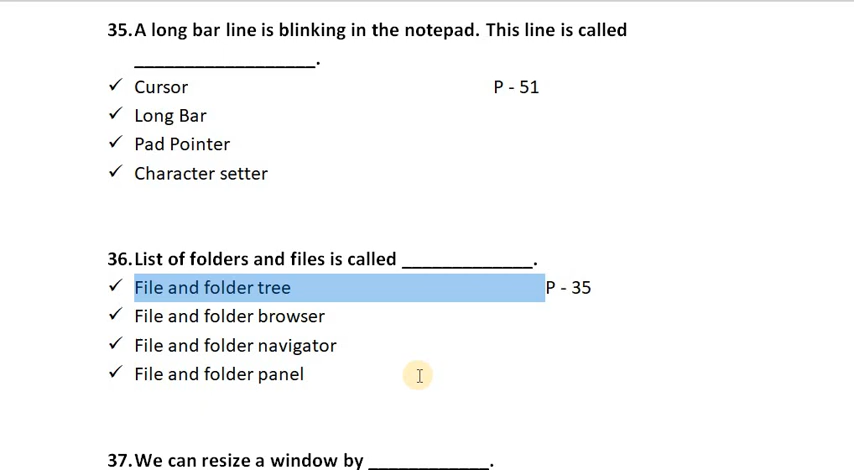 35.A long bar line is blinking in the notepad. This line is called
__________________.
✓ Cursor P - 51
✓ Long Bar
✓ Pad Pointer
✓ Character setter
36.List of folders and files is called _____________.
✓ File and folder tree P - 35
✓ File and folder browser
✓ File and folder navigator
✓ File and folder panel
37.We can resize a window by ____________.